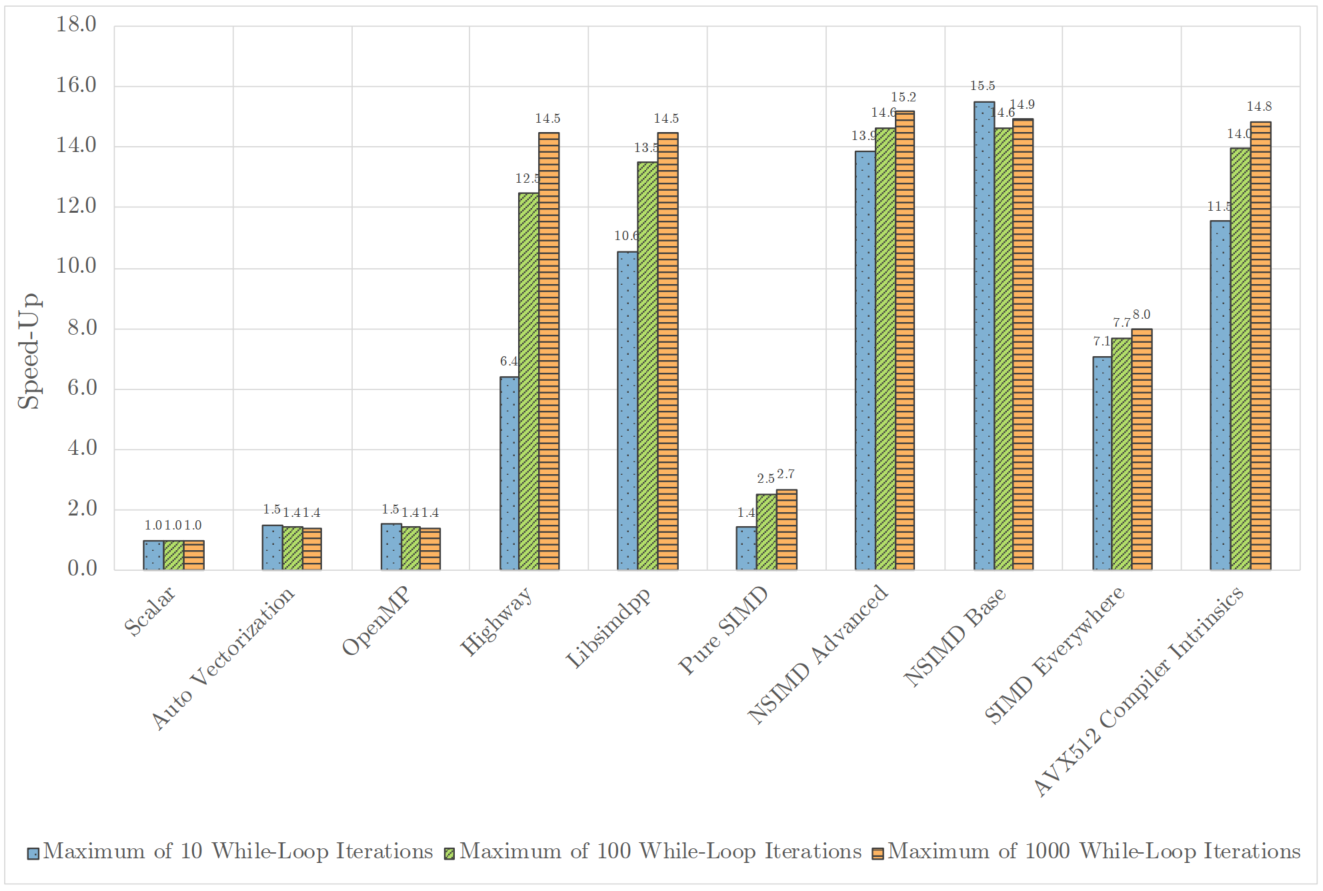 18.0
16.0
14.0
12.0
10.0
8.0
6.0
4.0
2.0
0.0
Speed-Up
1.0 1.0 1.0
1.5 1.4 1.4
1.5 1.4 1.4
6.4 12.5 14.5
10.6 13.5 14.5
1.4 2.5 2.7
13.9 14.6 15.2
15.5 14.6 14.9
7.1 7.7 8.0
11.5 14.0 14.8
Scalar
Auto Vectorization
OpenMP
Highway
Libsimdpp
Pure SIMD
NSIMD Advanced
NSIMD Base
SIMD Everywhere
AVX512 Compiler Intrinsics
Maximum of 10 While-Loop Iterations Maximum of 100 While-Loop Iterations Maximum of 1000 While-Loop Iterations